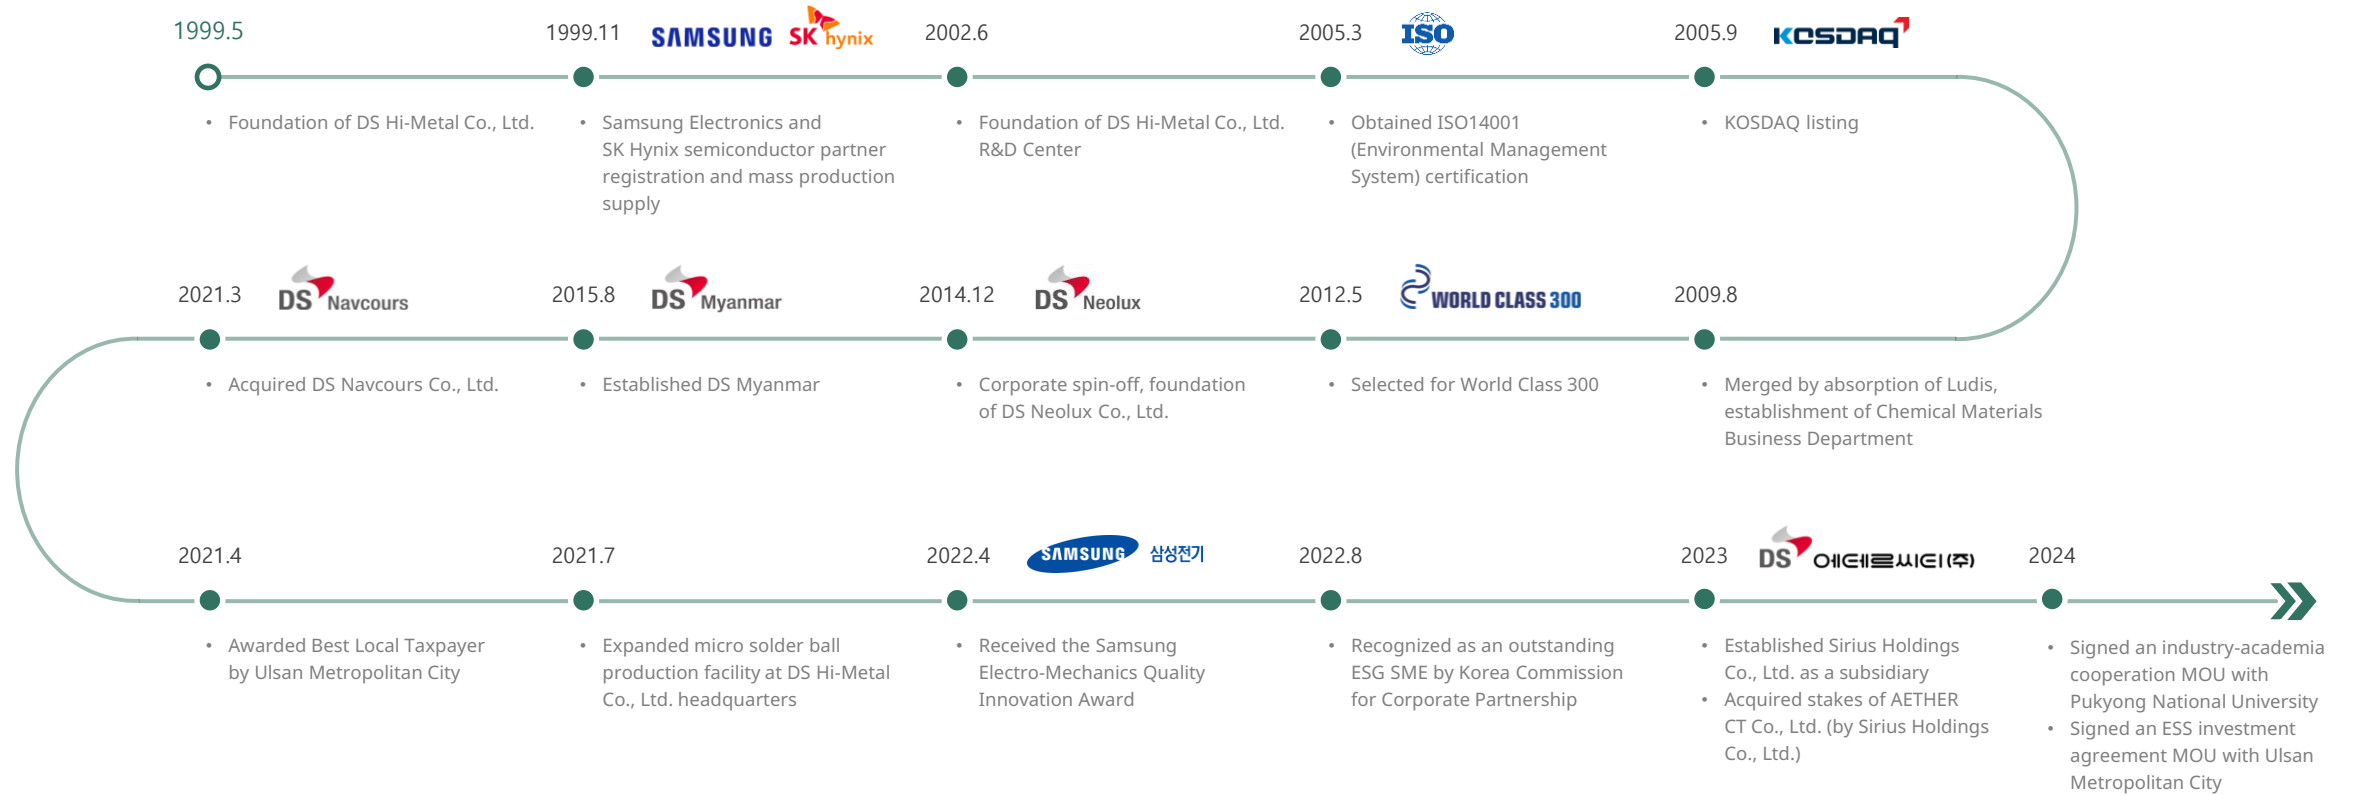 1999.5
Foundation of DS Hi-Metal Co., Ltd.
1999.11
SAMSUNG
SK hynix
Samsung Electronics and
SK Hynix semiconductor partner
registration and mass production
supply
2002.6
Foundation of DS Hi-Metal Co., Ltd.
R&D Center
2005.3
ISO
Obtained ISO14001
(Environmental Management
System) certification
2005.9
KOSDAQ
KOSDAQ listing
2009.8
Merged by absorption of Ludis,
establishment of Chemical Materials
Business Department
2012.5
WORLD CLASS 300
Selected for World Class 300
2014.12
DS Neolux
Corporate spin-off, foundation
of DS Neolux Co., Ltd.
2015.8
DS Myanmar
Established DS Myanmar
2021.3
DS Navcours
Acquired DS Navcours Co., Ltd.
2021.4
Awarded Best Local Taxpayer
by Ulsan Metropolitan City
2021.7
Expanded micro solder ball
production facility at DS Hi-Metal
Co., Ltd. headquarters
2022.4
SAMSUNG 삼성전기
Received the Samsung
Electro-Mechanics Quality
Innovation Award
2022.8
Recognized as an outstanding
ESG SME by Korea Commission
for Corporate Partnership
2023
DS 에테르씨티(주)
Established Sirius Holdings
Co., Ltd. as a subsidiary
Acquired stakes of AETHER
CT Co., Ltd. (by Sirius Holdings
Co., Ltd.)
2024
Signed an industry-academia
cooperation MOU with
Pukyong National University
Signed an ESS investment
agreement MOU with Ulsan
Metropolitan City